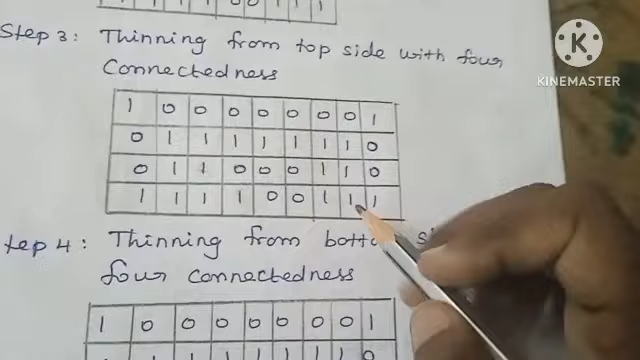 Step 3: Thinning from top side with four
connectedness
1 0 0 0 0 0 0 0 1
0 1 1 1 1 1 1 1 0
0 1 1 0 0 0 1 1 0
1 1 1 1 0 0 1 1 1
tep 4: Thinning from botto
four connectedness
1 0 0 0 0 0 0 0 1
K
KINEMASTER